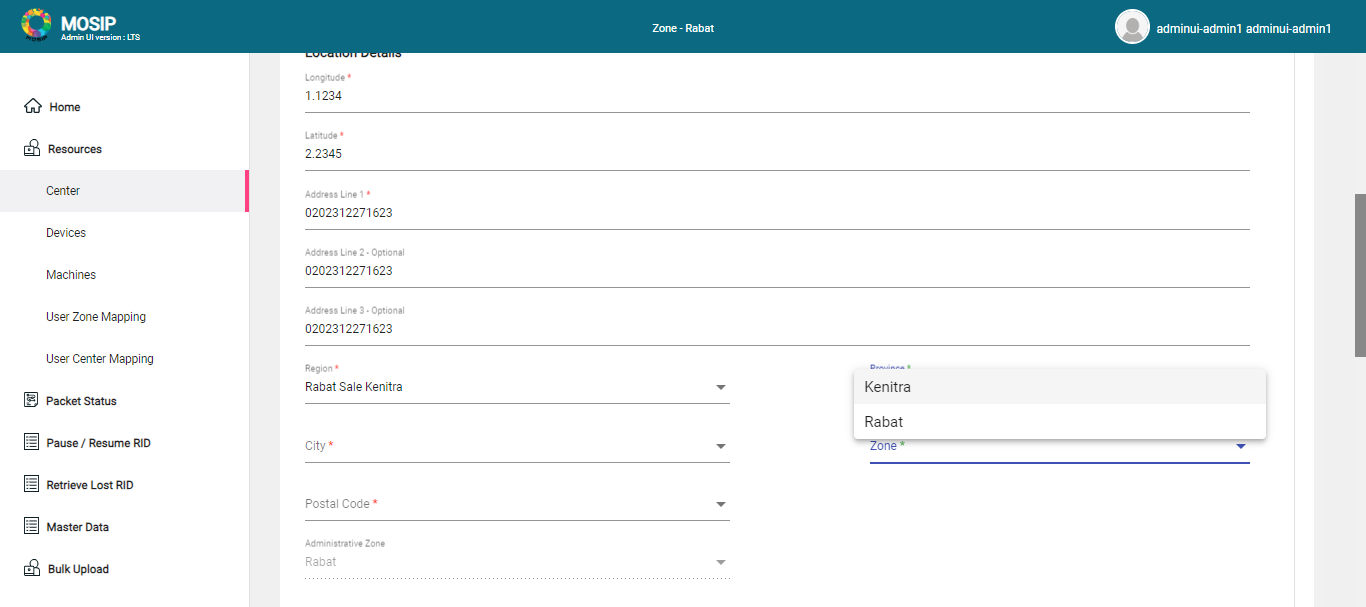 MOSIP
Admin UI version : LTS
Zone - Rabat
adminui-admin1 adminui-admin1
Home
Resources
Center
Devices
Machines
User Zone Mapping
User Center Mapping
Packet Status
Pause / Resume RID
Retrieve Lost RID
Master Data
Bulk Upload
Location Details
Longitude *
1.1234
Latitude *
2.2345
Address Line 1 *
0202312271623
Address Line 2 - Optional
0202312271623
Address Line 3 - Optional
0202312271623
Region *
Rabat Sale Kenitra
Province *
Kenitra
Rabat
City *
Zone *
Postal Code *
Administrative Zone
Rabat